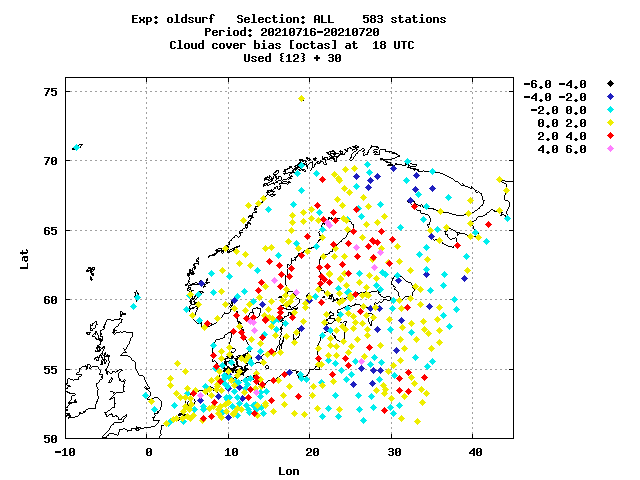 Exp: oldsurf Selection: ALL 583 stations
Period: 20210716-20210720
Cloud cover bias [octas] at 18 UTC
Used {12} + 30
-6.0 -4.0
-4.0 -2.0
-2.0 0.0
0.0 2.0
2.0 4.0
4.0 6.0
75
70
65
60
55
50
Lat
-10 0 10 20 30 40
Lon